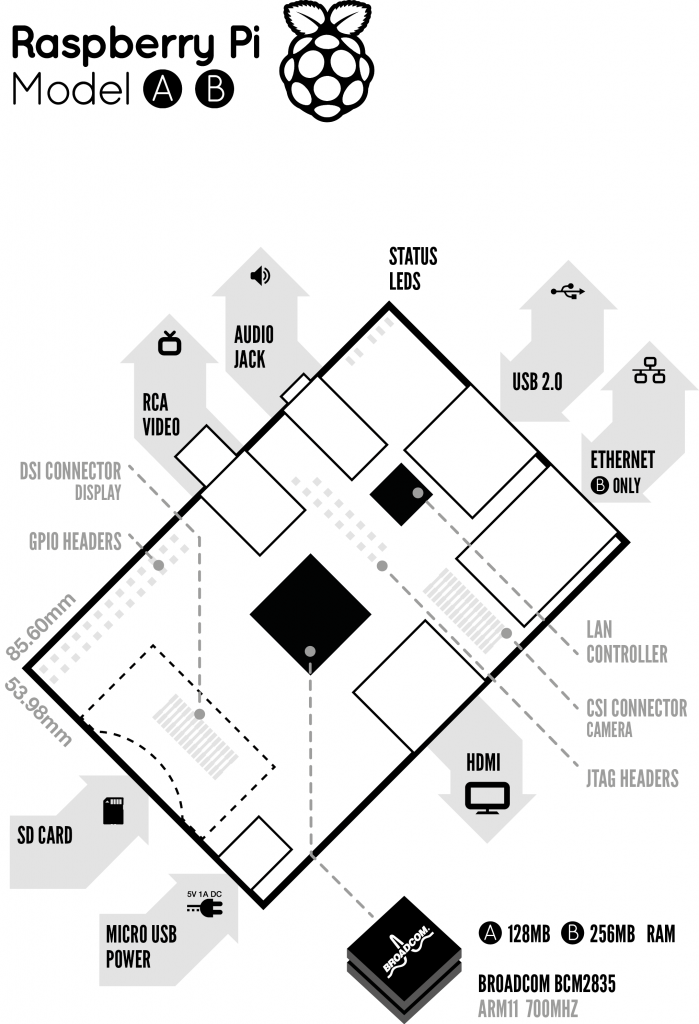 Raspberry Pi
Model A B
STATUS
LEDS
AUDIO
JACK
USB 2.0
RCA
VIDEO
ETHERNET
B ONLY
DSI CONNECTOR
DISPLAY
GPIO HEADERS
85.60mm
53.98mm
LAN
CONTROLLER
CSI CONNECTOR
CAMERA
JTAG HEADERS
HDMI
SD CARD
5V 1A DC
MICRO USB
POWER
BROADCOM.
A 128MB B 256MB RAM
BROADCOM BCM2835
ARM11 700MHZ